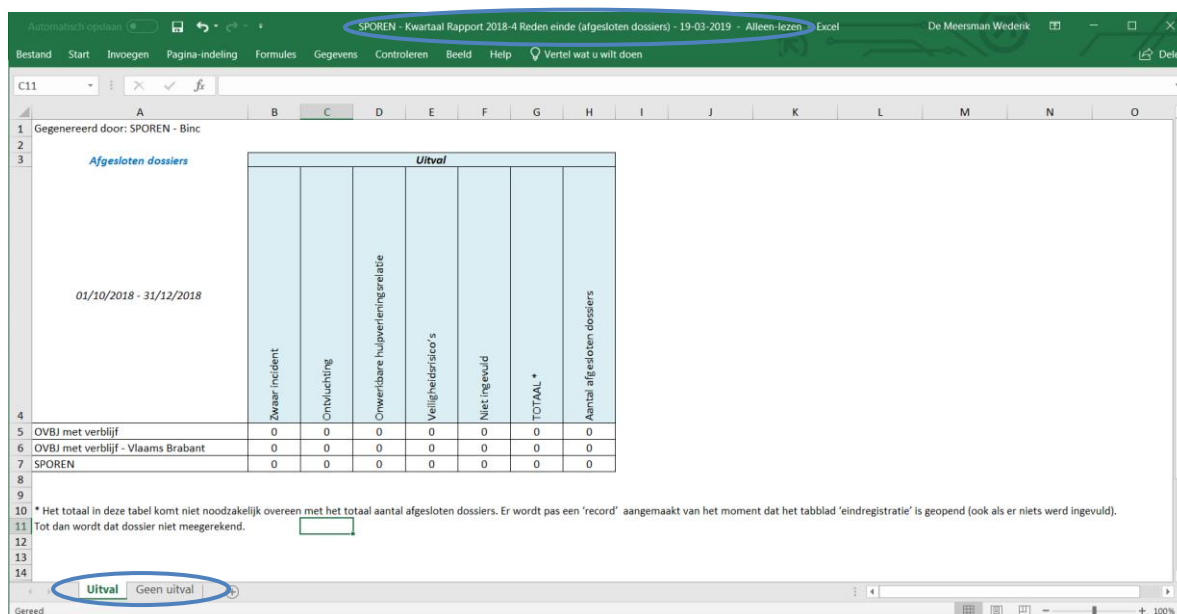 Automatisch opslaan
SPOREN - Kwartaal Rapport 2018-4 Reden einde (afgesloten dossiers) - 19-03-2019 - Alleen-lezen - Excel
De Meersman Wederik
Bestand Start Invoegen Pagina-indeling Formules Gegevens Controleren Beeld Help Vertel wat u wilt doen
Dele
C11 fx
A B C D E F G H I J K L M N O
1 Gegenereerd door: SPOREN - Binc
2
3 Afgesloten dossiers Uitval
01/10/2018 - 31/12/2018
4 Zwaar incident Ontvluchting Onwerkbare hulpverleningsrelatie Veiligheidsrisico's Niet ingevuld TOTAAL * Aantal afgesloten dossiers
5 OVBJ met verblijf 0 0 0 0 0 0 0
6 OVBJ met verblijf - Vlaams Brabant 0 0 0 0 0 0 0
7 SPOREN 0 0 0 0 0 0 0
8
9
10 * Het totaal in deze tabel komt niet noodzakelijk overeen met het totaal aantal afgesloten dossiers. Er wordt pas een 'record' aangemaakt van het moment dat het tabblad 'eindregistratie' is geopend (ook als er niets werd ingevuld).
11 Tot dan wordt dat dossier niet meegerekend.
12
13
14
Uitval Geen uitval
Gereed 100%